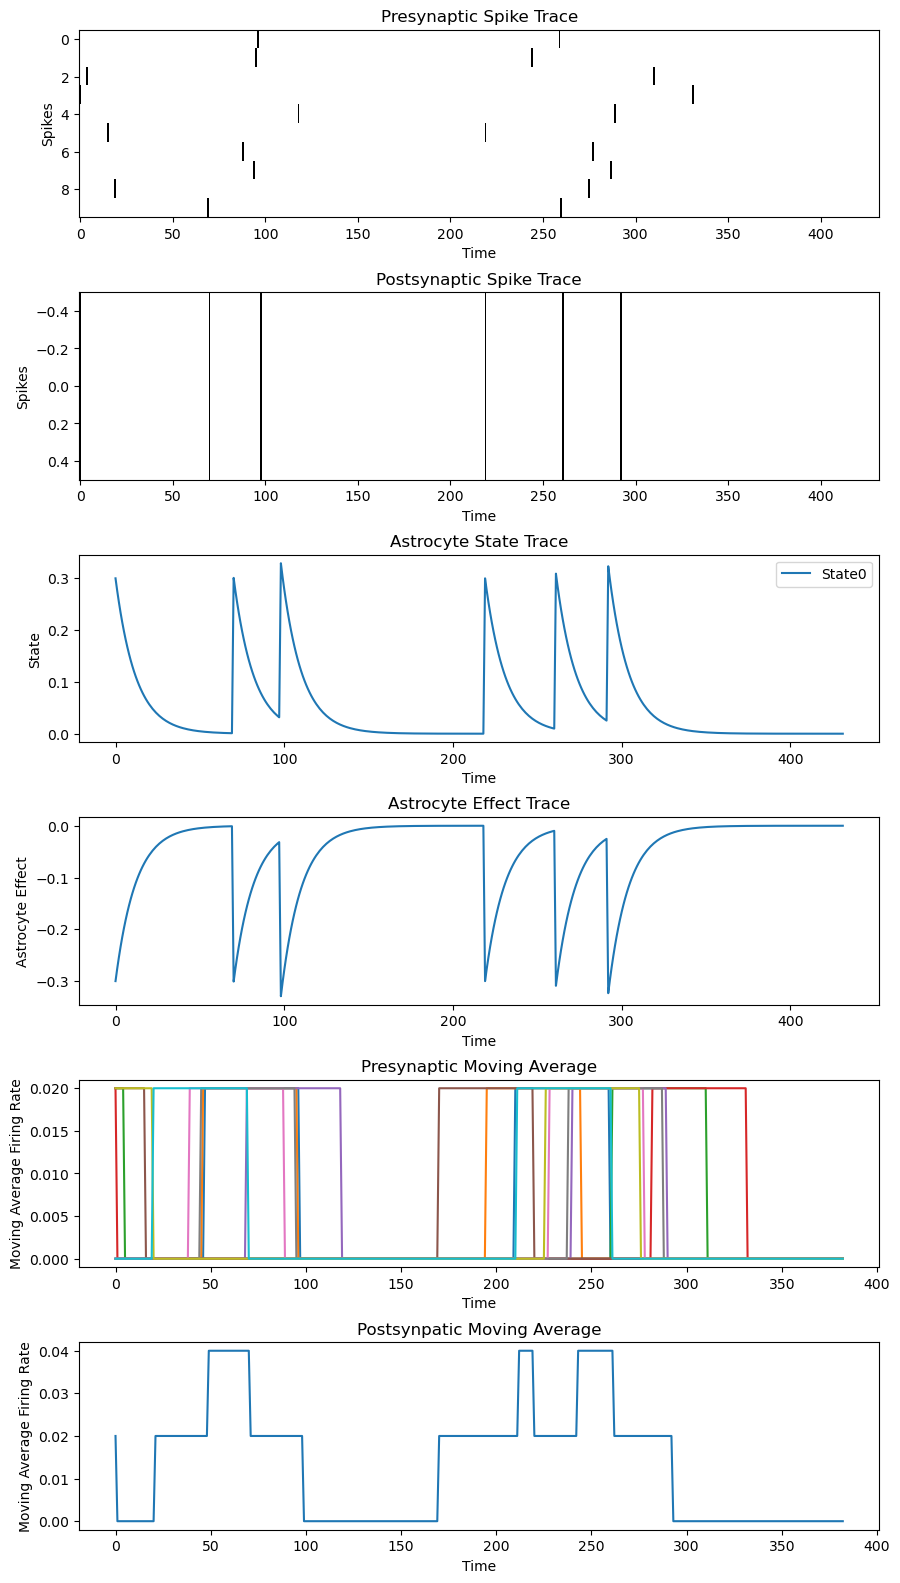 Presynaptic Spike Trace
Spikes
0
2
4
6
8
0 50 100 150 200 250 300 350 400
Time
Postsynaptic Spike Trace
Spikes
−0.4
−0.2
0.0
0.2
0.4
0 50 100 150 200 250 300 350 400
Time
Astrocyte State Trace
State0
State
0.3
0.2
0.1
0.0
0 100 200 300 400
Time
Astrocyte Effect Trace
Astrocyte Effect
0.0
−0.1
−0.2
−0.3
0 100 200 300 400
Time
Presynaptic Moving Average
Moving Average Firing Rate
0.020
0.015
0.010
0.005
0.000
0 50 100 150 200 250 300 350 400
Time
Postsynpatic Moving Average
Moving Average Firing Rate
0.04
0.03
0.02
0.01
0.00
0 50 100 150 200 250 300 350 400
Time